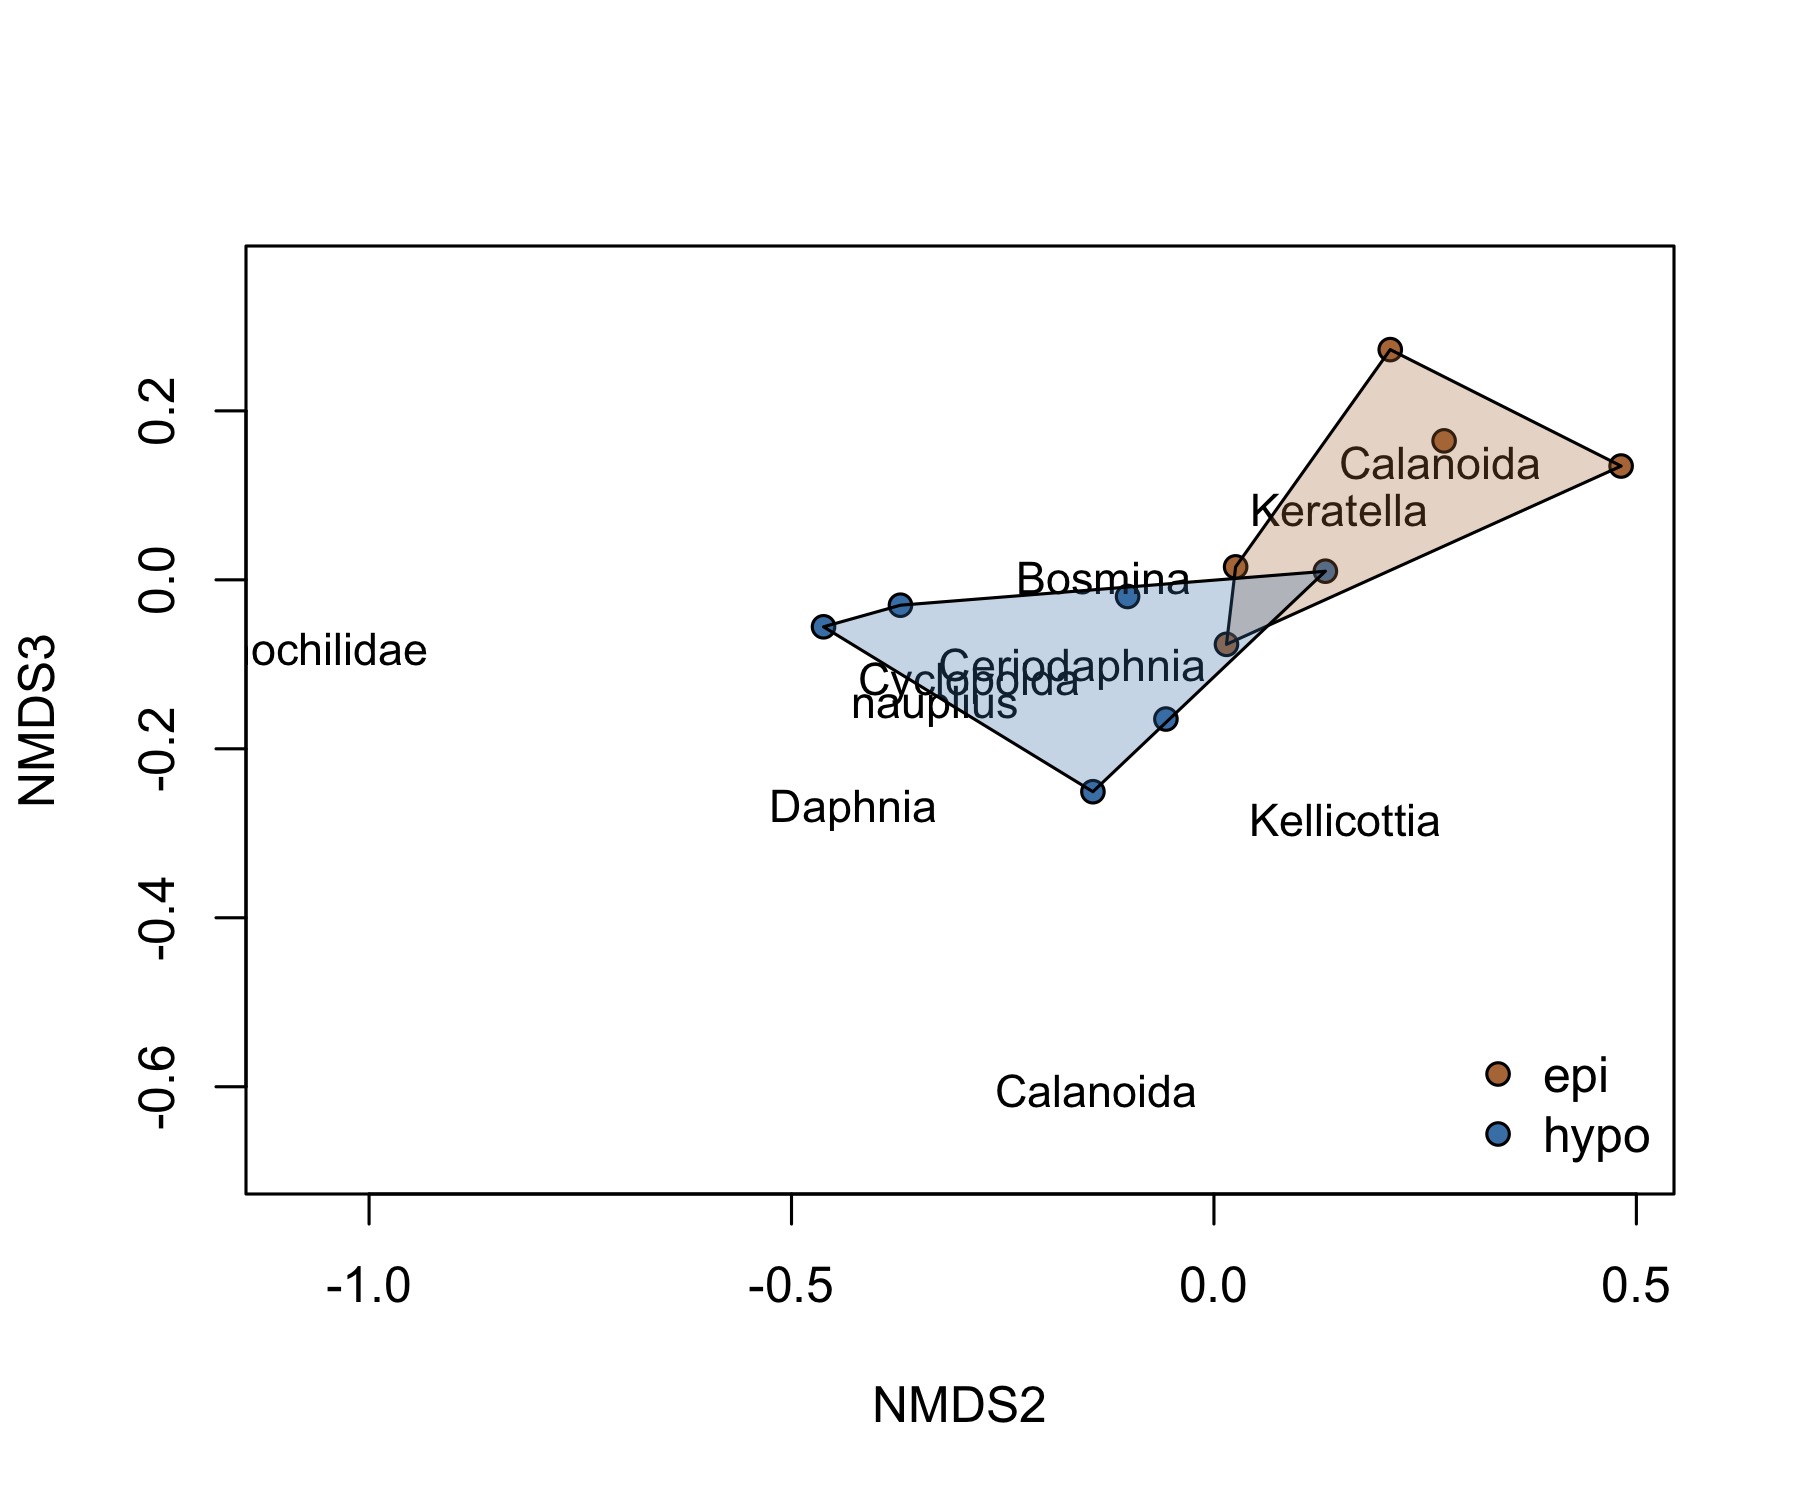 NMDS3
0.2
0.0
-0.2
-0.4
-0.6
Calanoida
Keratella
Bosmina
ochilidae
Ceriodaphnia
Cyclopoida
nauplius
Daphnia
Kellicottia
Calanoida
epi
hypo
-1.0
-0.5
0.0
0.5
NMDS2